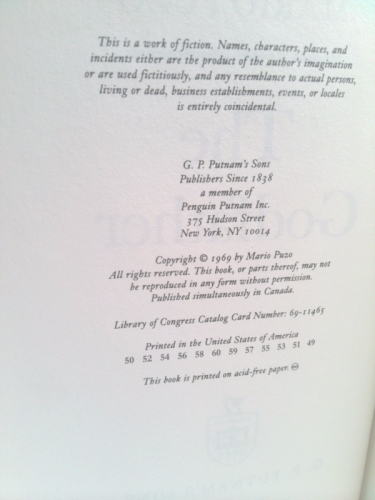 This is a work of fiction. Names, characters, places, and
incidents either are the product of the author's imagination
or are used fictitiously, and any resemblance to actual persons,
living or dead, business establishments, events, or locales
is entirely coincidental.
G. P. Putnam's Sons
Publishers Since 1838
a member of
Penguin Putnam Inc.
375 Hudson Street
New York, NY 10014
Copyright © 1969 by Mario Puzo
All rights reserved. This book, or parts thereof, may not
be reproduced in any form without permission.
Published simultaneously in Canada.
Library of Congress Catalog Card Number: 69-11465
Printed in the United States of America
50 52 54 56 58 60 59 57 55 53 51 49
This book is printed on acid-free paper. ♾